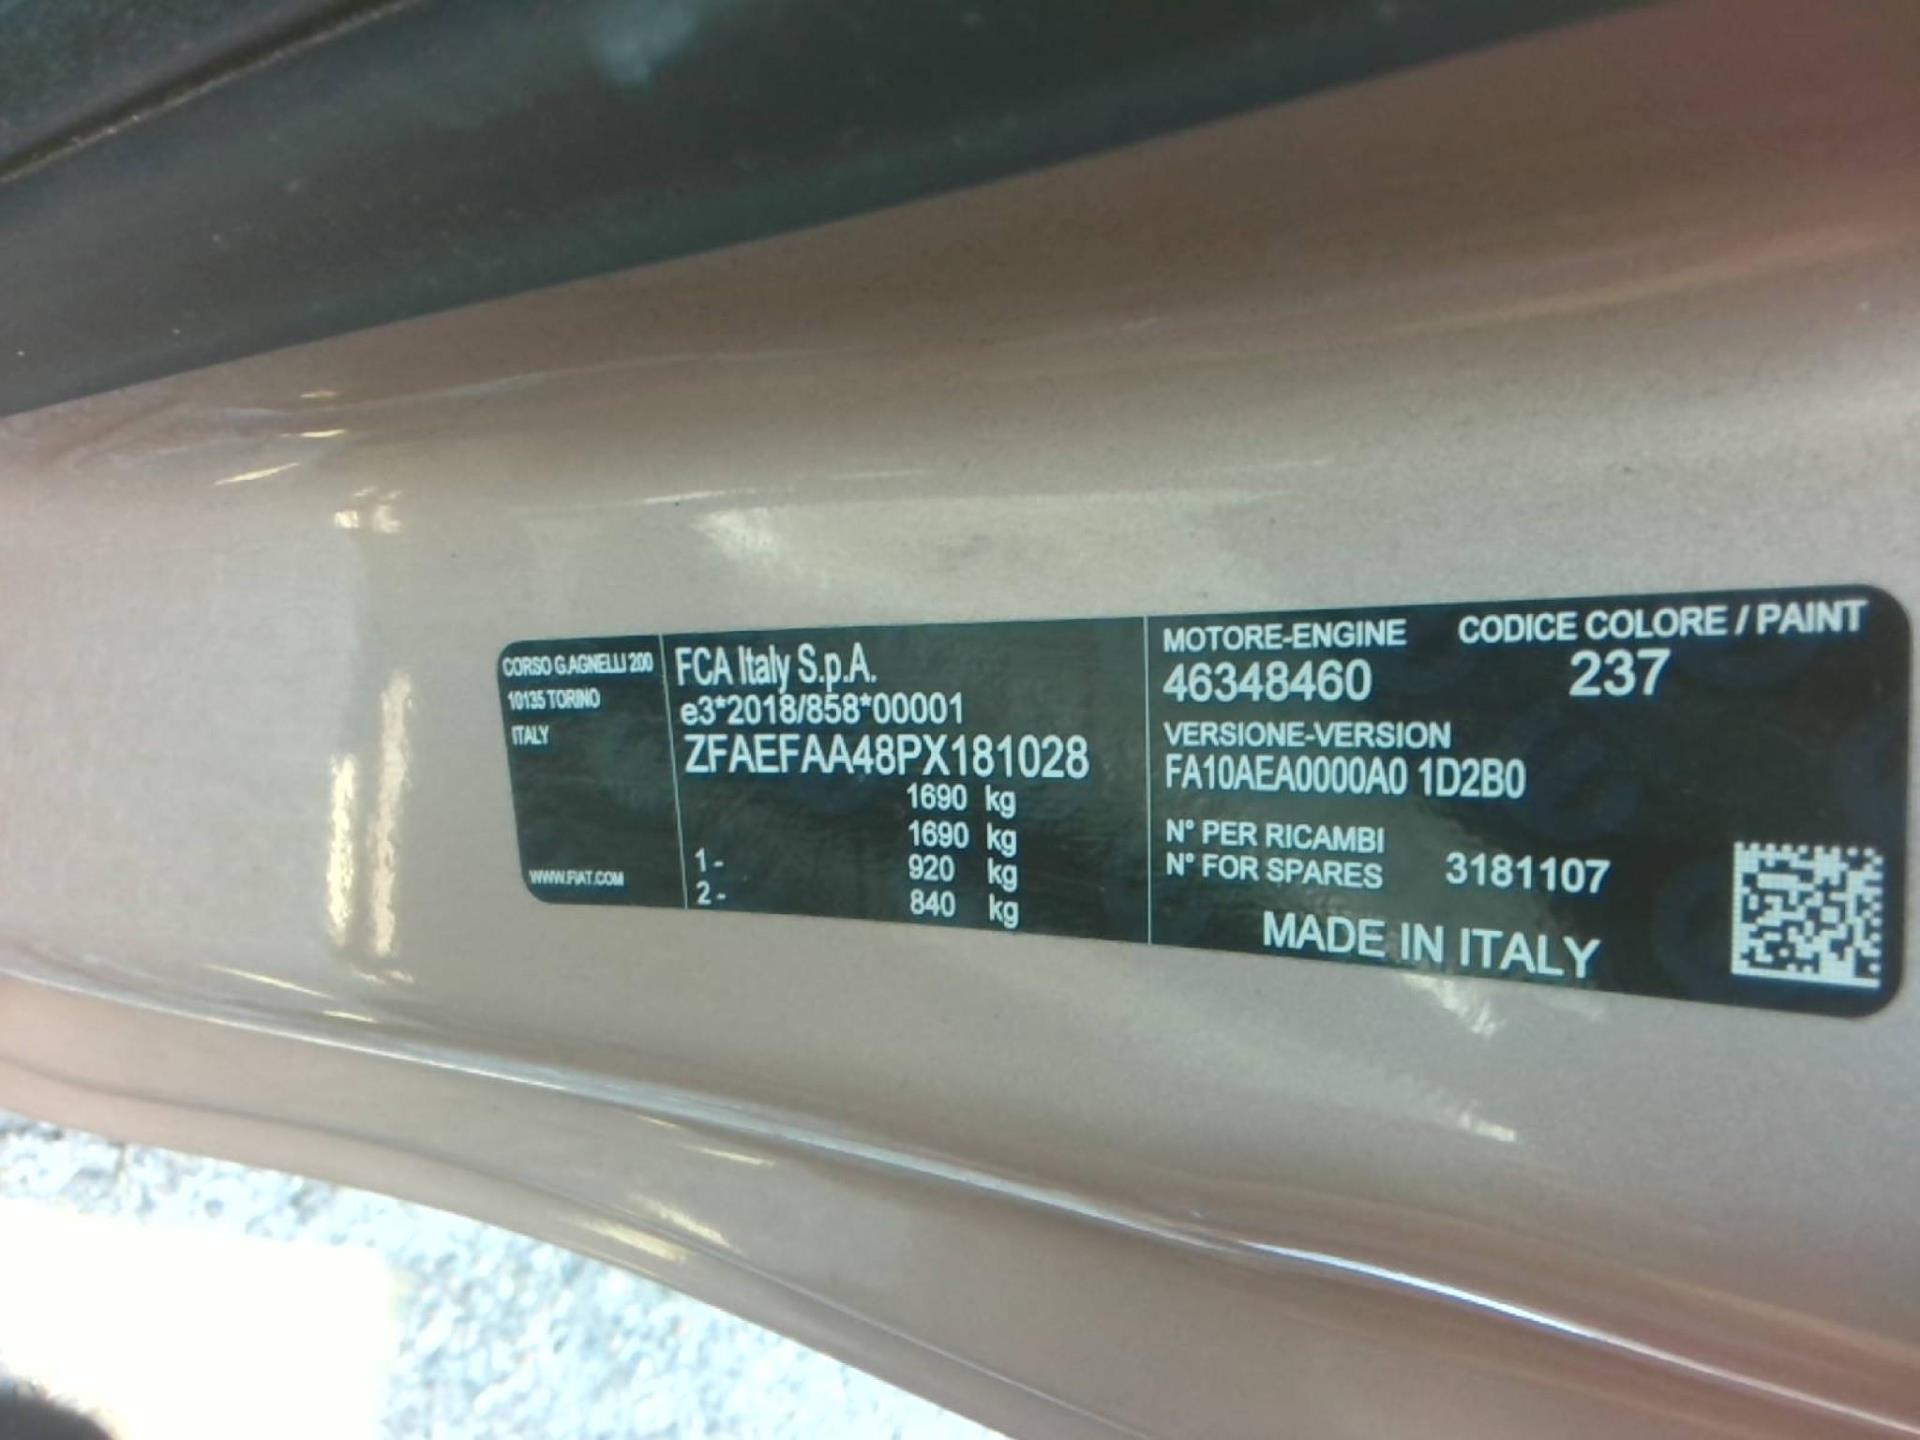 CORSO G.AGNELLI 200
10135 TORINO
ITALY
WWW.FIAT.COM
FCA Italy S.p.A.
e3*2018/858*00001
ZFAEFAA48PX181028
1690 kg
1690 kg
1- 920 kg
2- 840 kg
MOTORE-ENGINE CODICE COLORE / PAINT
46348460 237
VERSIONE-VERSION
FA10AEA0000A0 1D2B0
N° PER RICAMBI
N° FOR SPARES 3181107
MADE IN ITALY